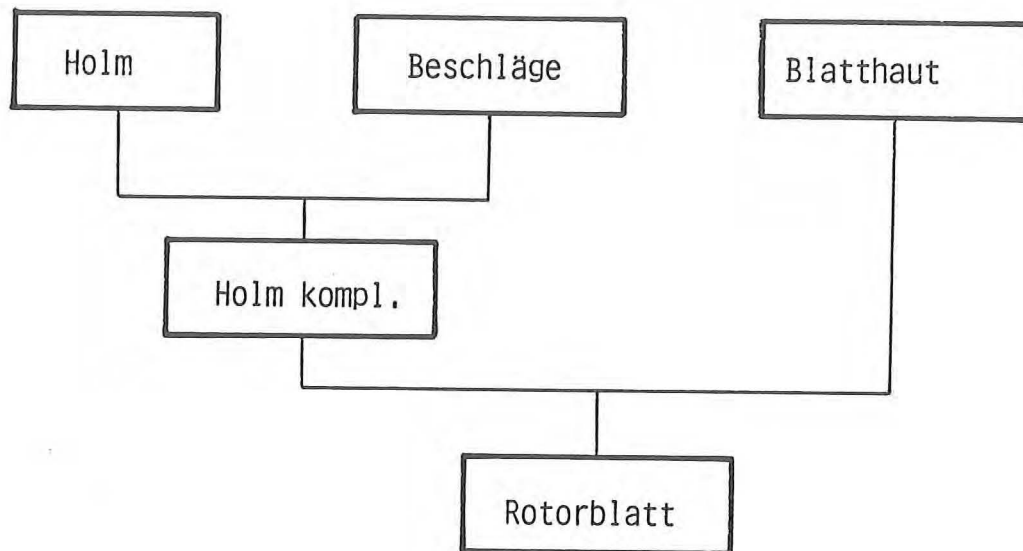 Holm
Beschläge
Blatthaut
Holm kompl.
Rotorblatt